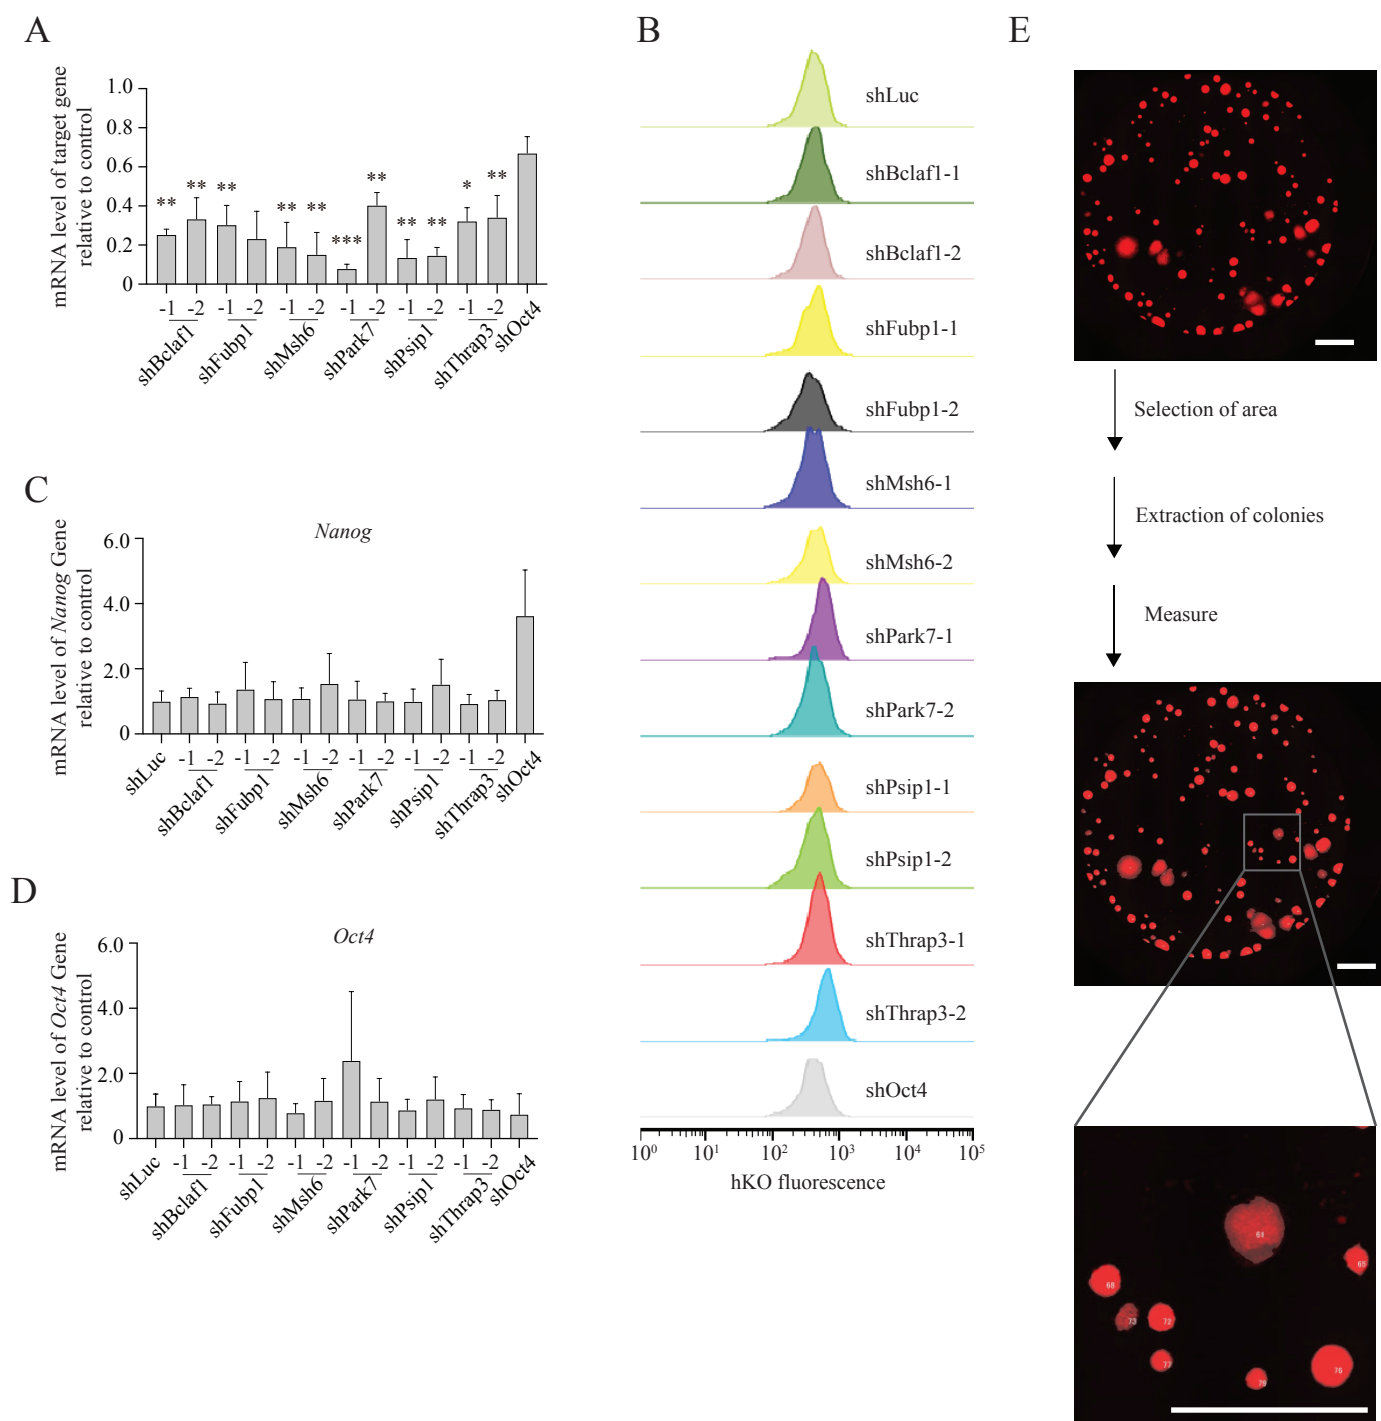 A
mRNA level of target gene
relative to control
1.0
0.8
0.6
0.4
0.2
0
** ** ** ** ** *** ** ** ** * **
-1 -2 -1 -2 -1 -2 -1 -2 -1 -2 -1 -2
shBclaf1 shFubp1 shMsh6 shPark7 shPsip1 shThrap3 shOct4
B
shLuc
shBclaf1-1
shBclaf1-2
shFubp1-1
shFubp1-2
shMsh6-1
shMsh6-2
shPark7-1
shPark7-2
shPsip1-1
shPsip1-2
shThrap3-1
shThrap3-2
shOct4
10⁰ 10¹ 10² 10³ 10⁴ 10⁵
hKO fluorescence
C
Nanog
mRNA level of Nanog Gene
relative to control
6.0
4.0
2.0
0
-1 -2 -1 -2 -1 -2 -1 -2 -1 -2 -1 -2
shLuc shBclaf1 shFubp1 shMsh6 shPark7 shPsip1 shThrap3 shOct4
D
Oct4
mRNA level of Oct4 Gene
relative to control
6.0
4.0
2.0
0
-1 -2 -1 -2 -1 -2 -1 -2 -1 -2 -1 -2
shLuc shBclaf1 shFubp1 shMsh6 shPark7 shPsip1 shThrap3 shOct4
E
Selection of area
Extraction of colonies
Measure
68
73
72
77
76